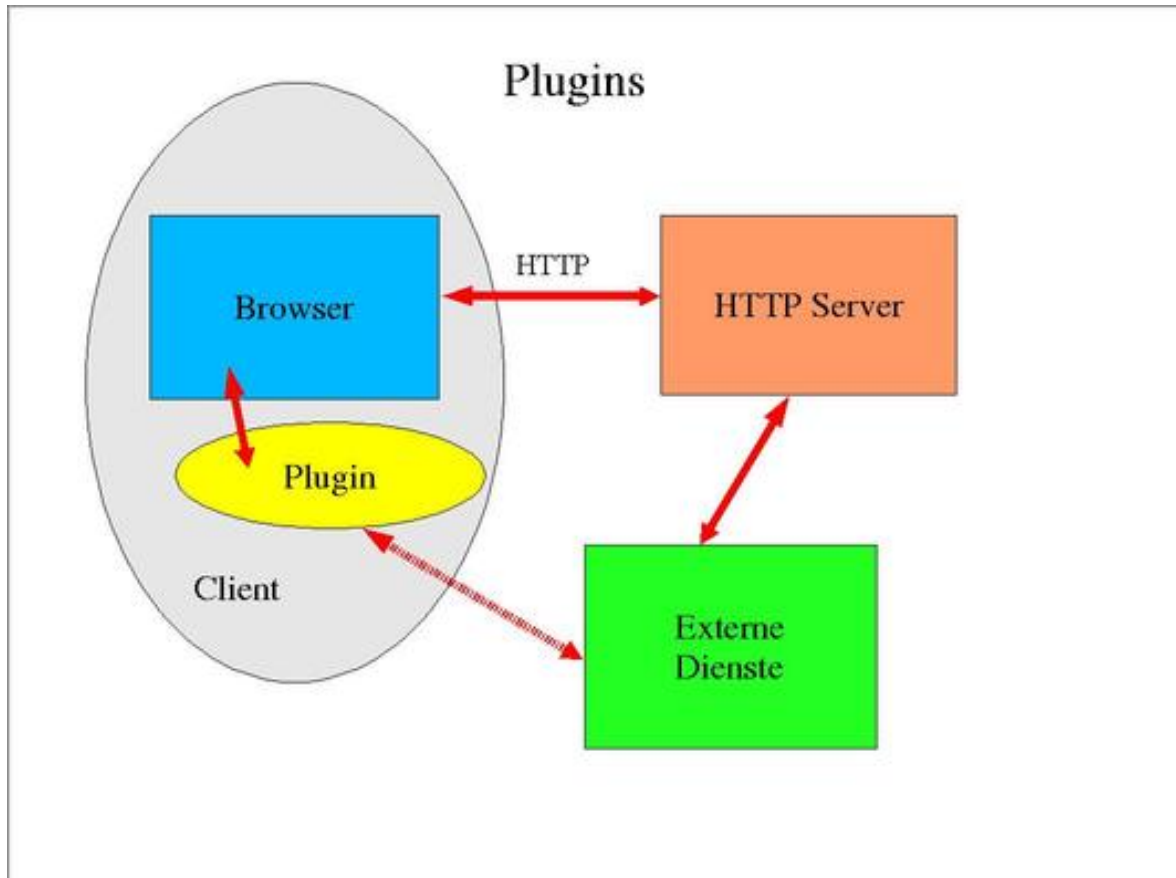 Plugins
HTTP
Browser
HTTP Server
Plugin
Client
Externe
Dienste